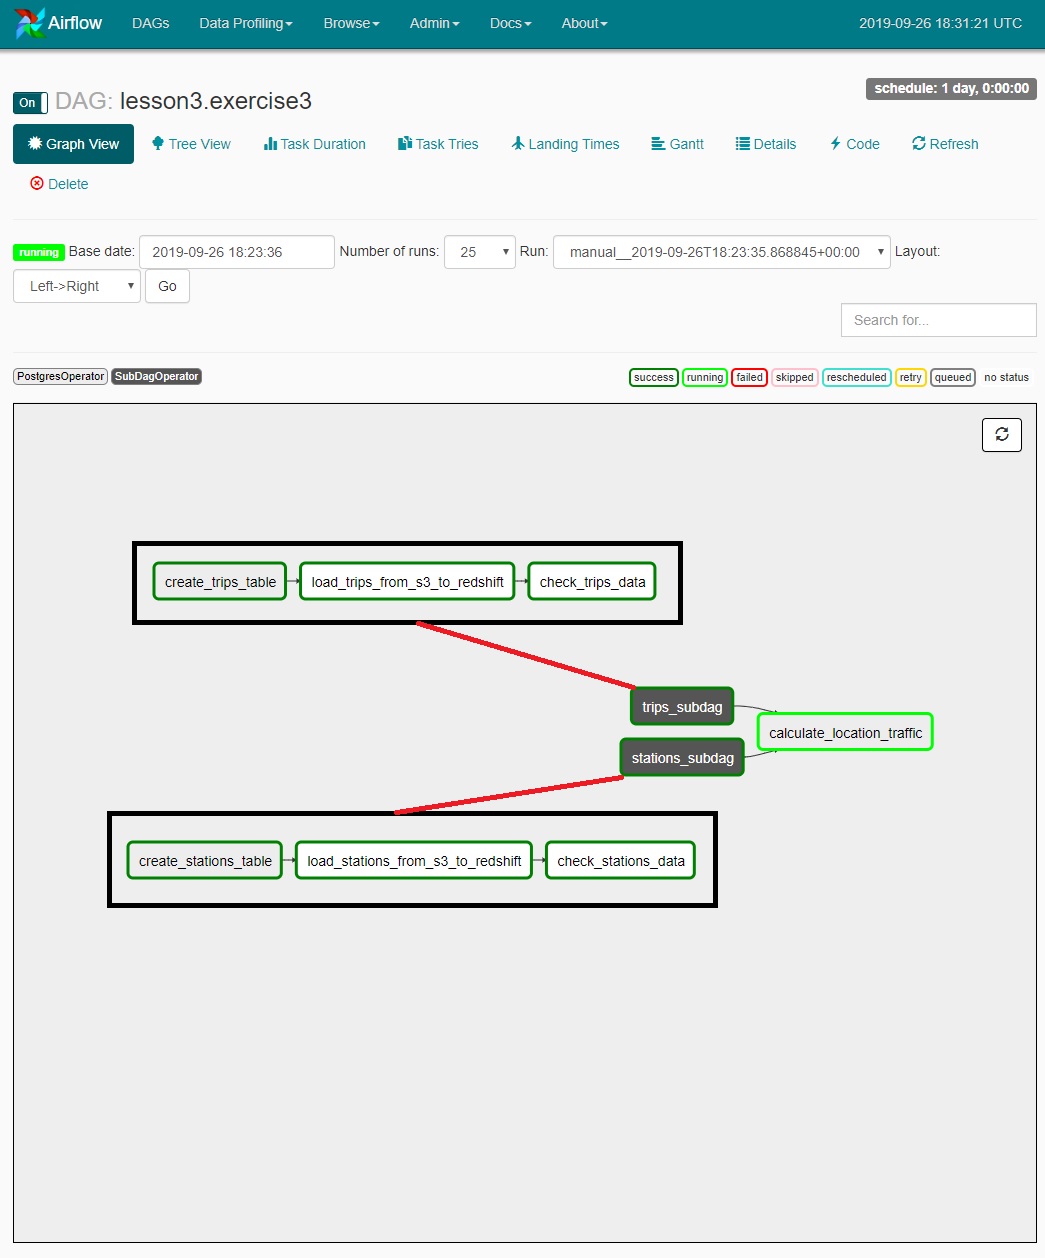 Airflow DAGs Data Profiling Browse Admin Docs About 2019-09-26 18:31:21 UTC
On DAG: lesson3.exercise3 schedule: 1 day, 0:00:00
Graph View Tree View Task Duration Task Tries Landing Times Gantt Details Code Refresh
Delete
running Base date: 2019-09-26 18:23:36 Number of runs: 25 Run: manual__2019-09-26T18:23:35.868845+00:00 Layout:
Left->Right Go
Search for...
PostgresOperator SubDagOperator success running failed skipped rescheduled retry queued no status
create_trips_table load_trips_from_s3_to_redshift check_trips_data
trips_subdag
calculate_location_traffic
stations_subdag
create_stations_table load_stations_from_s3_to_redshift check_stations_data